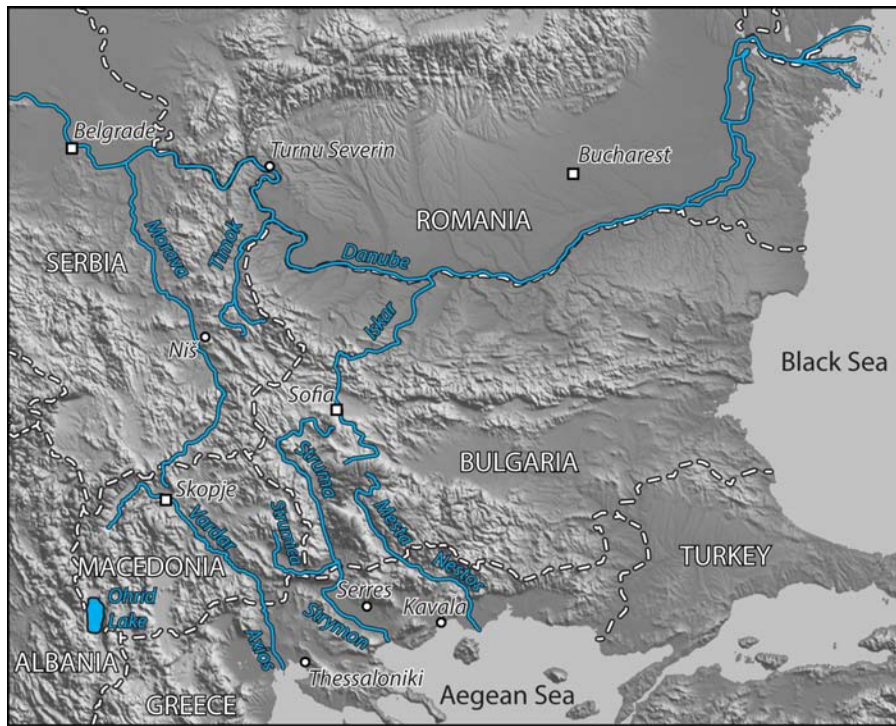 Belgrade
Turnu Severin
Bucharest
ROMANIA
Morava
Timok
SERBIA
Danube
Iskar
Niš
Black Sea
Sofia
BULGARIA
Struma
Skopje
Mesta
Vardar
Strumica
TURKEY
MACEDONIA
Nestos
Ohrid
Lake
Serres
Kavala
Strymon
Axios
ALBANIA
Thessaloniki
GREECE
Aegean Sea